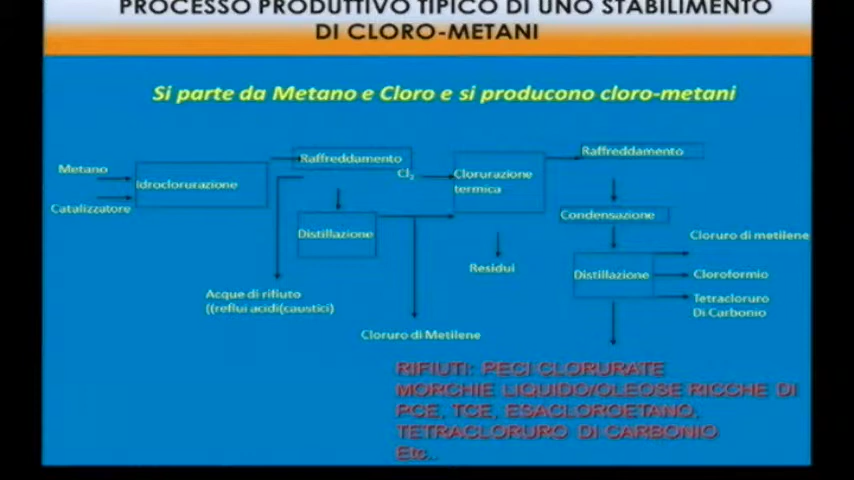 PROCESSO PRODUTTIVO TIPICO DI UNO STABILIMENTO
DI CLORO-METANI
Si parte da Metano e Cloro e si producono cloro-metani
Metano
Catalizzatore
Idroclorurazione
Raffreddamento
Cl2
Clorurazione
termica
Raffreddamento
Condensazione
Distillazione
Cloruro di metilene
Residui
Distillazione
Cloroformio
Tetracloruro
Di Carbonio
Acque di rifiuto
((reflui acidi(caustici)
Cloruro di Metilene
RIFIUTI: PECI CLORURATE
MORCHIE LIQUIDO/OLEOSE RICCHE DI
PCE, TCE, ESACLOROETANO,
TETRACLORURO DI CARBONIO
Etc..